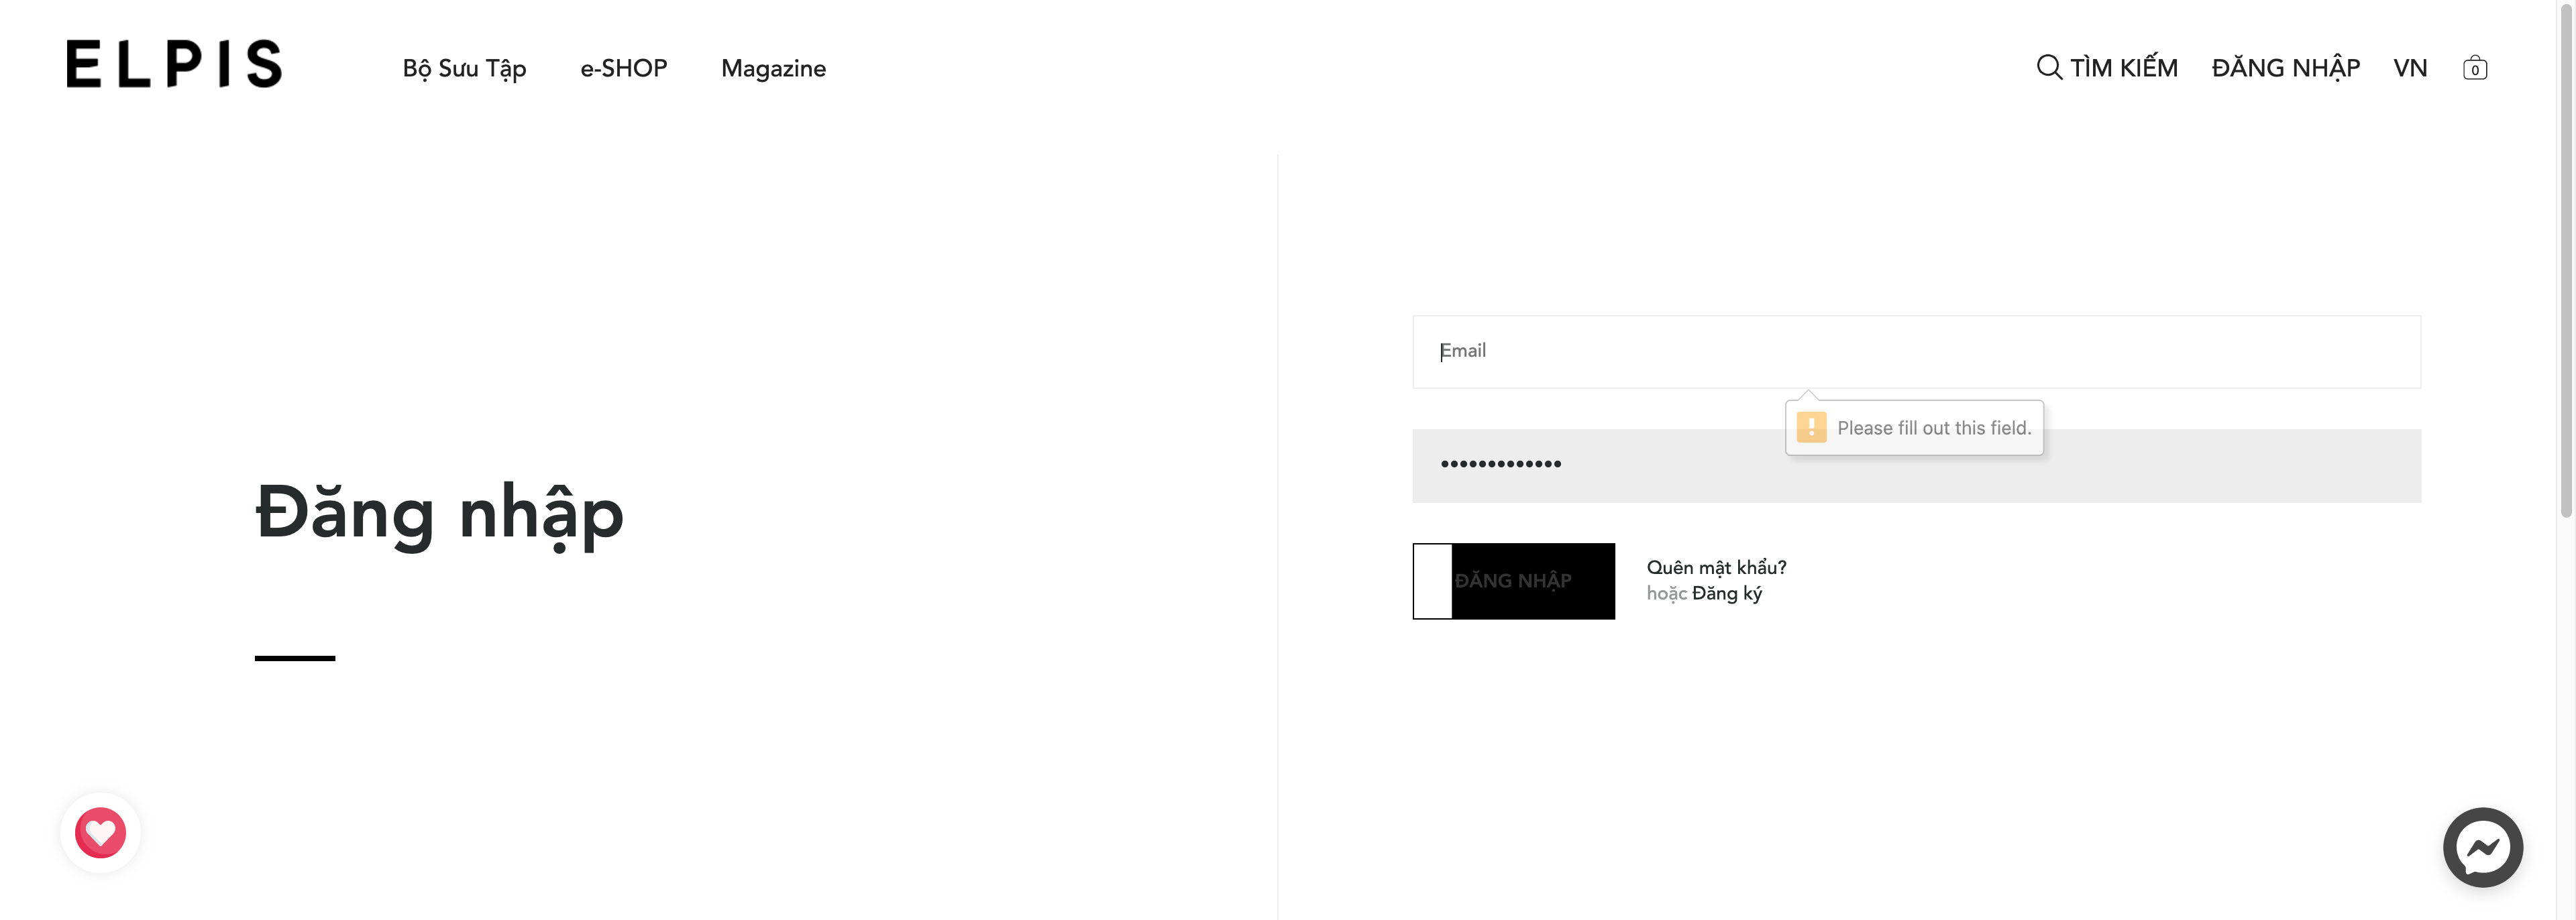 ELPIS
Bộ Sưu Tập
e-SHOP
Magazine
TÌM KIẾM
ĐĂNG NHẬP
VN
0
Đăng nhập
Email
Please fill out this field.
•••••••••••••
ĐĂNG NHẬP
Quên mật khẩu?
hoặc Đăng ký